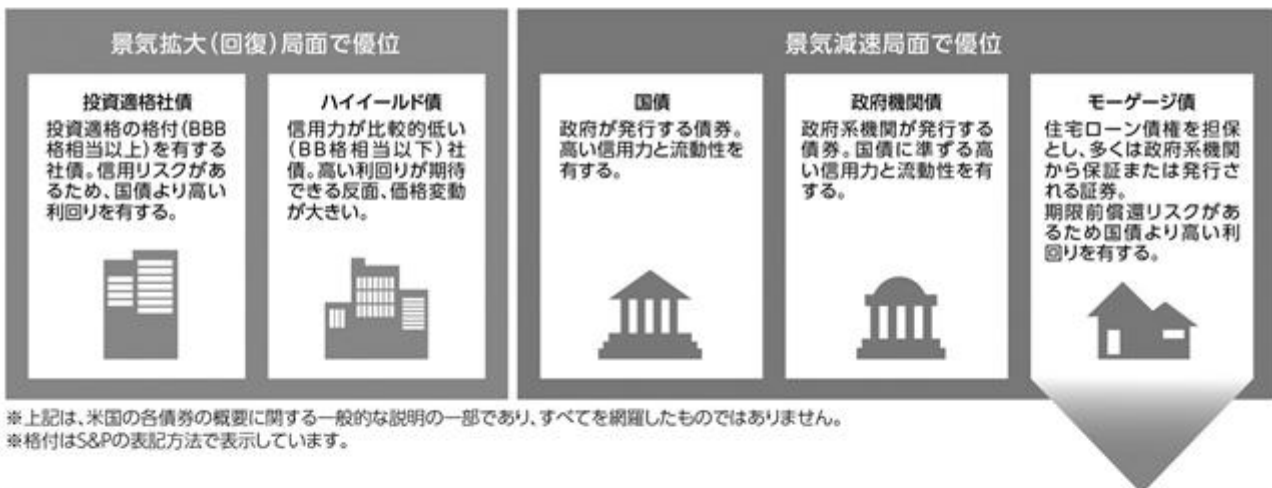 景気拡大(回復)局面で優位
投資適格社債
投資適格の格付(BBB
格相当以上)を有する
社債。信用リスクがあ
るため、国債より高い
利回りを有する。
ハイイールド債
信用力が比較的低い
(BB格相当以下)社
債。高い利回りが期待
できる反面、価格変動
が大きい。
景気減速局面で優位
国債
政府が発行する債券。
高い信用力と流動性を
有する。
政府機関債
政府系機関が発行する
債券。国債に準ずる高
い信用力と流動性を有
する。
モーゲージ債
住宅ローン債権を担保
とし、多くは政府系機関
から保証または発行さ
れる証券。
期限前償還リスクがあ
るため国債より高い利
回りを有する。
※上記は、米国の各債券の概要に関する一般的な説明の一部であり、すべてを網羅したものではありません。
※格付はS&Pの表記方法で表示しています。